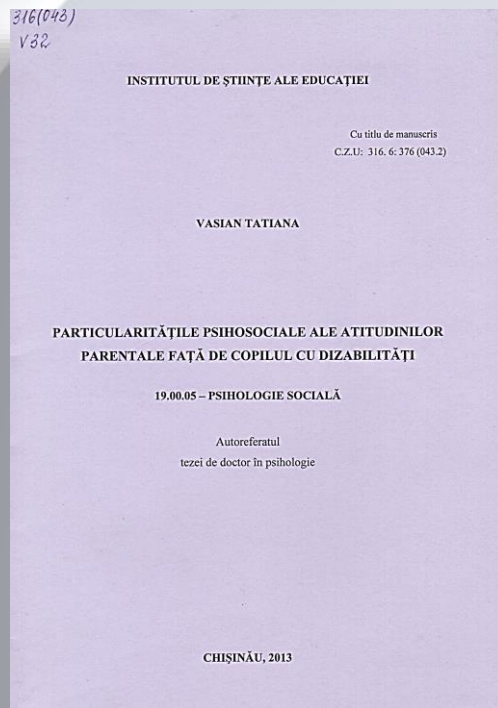 316(043)
V32
INSTITUTUL DE ŞTIINŢE ALE EDUCAŢIEI
Cu titlu de manuscris
C.Z.U: 316. 6: 376 (043.2)
VASIAN TATIANA
PARTICULARITĂŢILE PSIHOSOCIALE ALE ATITUDINILOR
PARENTALE FAŢĂ DE COPILUL CU DIZABILITĂŢI
19.00.05 – PSIHOLOGIE SOCIALĂ
Autoreferatul
tezei de doctor în psihologie
CHIŞINĂU, 2013